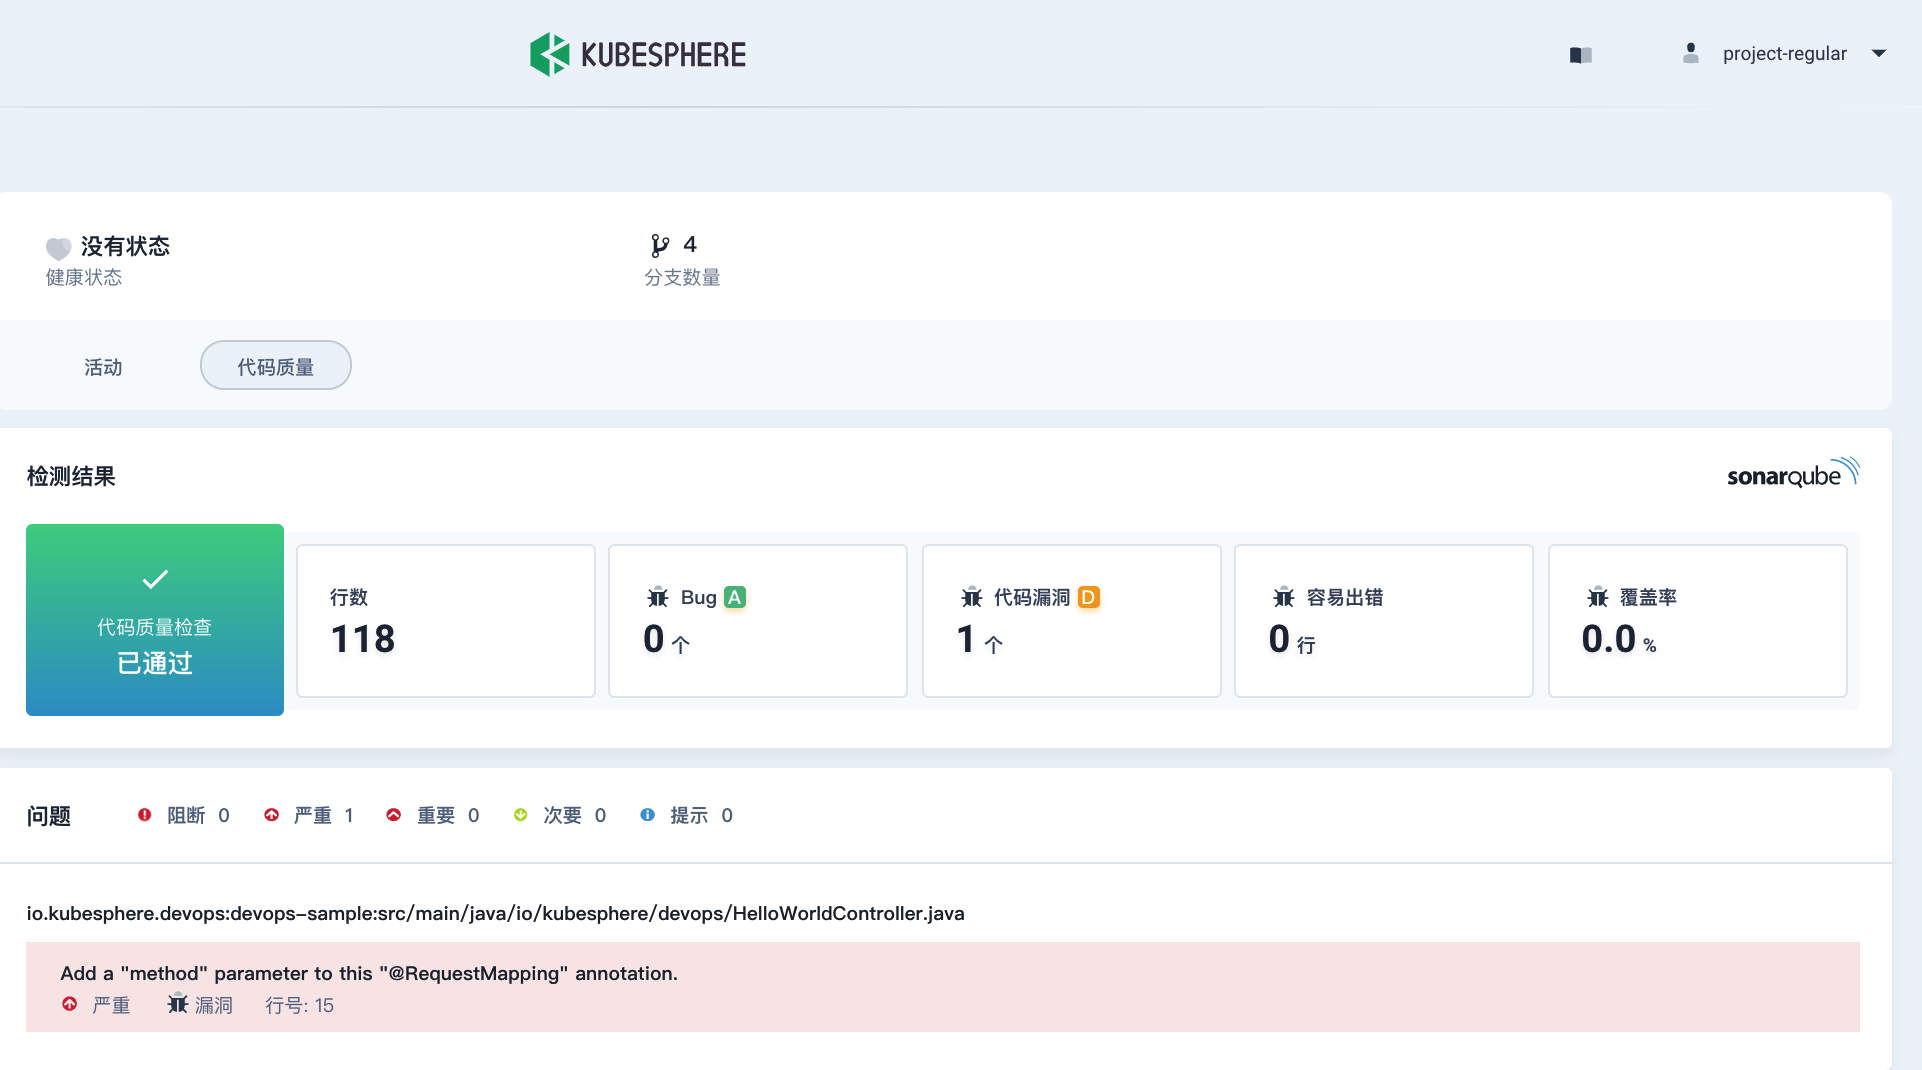 KUBESPHERE
project-regular
没有状态
健康状态
4
分支数量
活动
代码质量
检测结果
sonarqube
代码质量检查
已通过
行数
118
Bug A
0 个
代码漏洞 D
1 个
容易出错
0 行
覆盖率
0.0 %
问题 阻断 0 严重 1 重要 0 次要 0 提示 0
io.kubesphere.devops:devops-sample:src/main/java/io/kubesphere/devops/HelloWorldController.java
Add a "method" parameter to this "@RequestMapping" annotation.
严重 漏洞 行号: 15